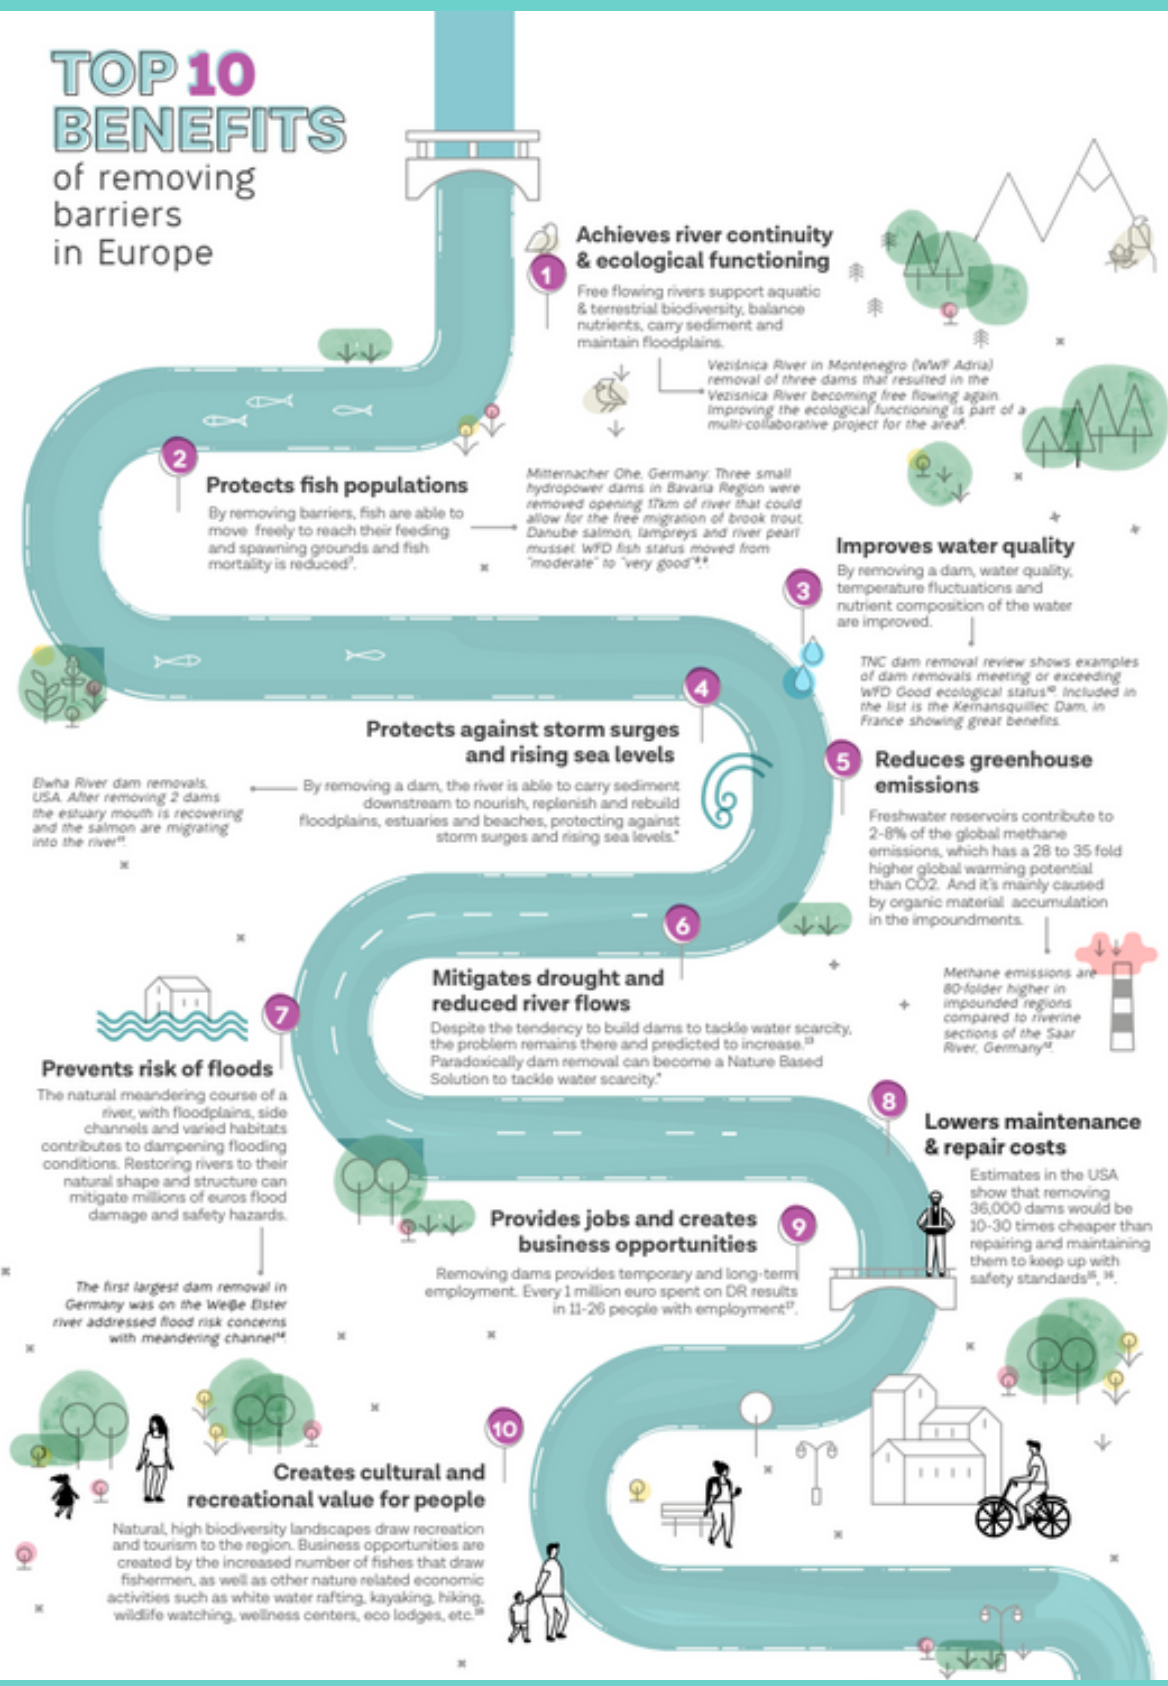 TOP 10
BENEFITS
of removing
barriers
in Europe
1
Achieves river continuity
& ecological functioning
Free flowing rivers support aquatic
& terrestrial biodiversity, balance
nutrients, carry sediment and
maintain floodplains.
Vezišnica River in Montenegro (WWF Adria)
removal of three dams that resulted in the
Vezisnica River becoming free flowing again.
Improving the ecological functioning is part of a
multi-collaborative project for the area
2
Protects fish populations
By removing barriers, fish are able to
move freely to reach their feeding
and spawning grounds and fish
mortality is reduced⁷.
Mitternacher Ohe, Germany: Three small
hydropower dams in Bavaria Region were
removed opening 17km of river that could
allow for the free migration of brook trout,
Danube salmon, lampreys and river pearl
mussel. WFD fish status moved from
"moderate" to "very good"
3
Improves water quality
By removing a dam, water quality,
temperature fluctuations and
nutrient composition of the water
are improved.
TNC dam removal review shows examples
of dam removals meeting or exceeding
WFD Good ecological status¹⁰. Included in
the list is the Kernansquillec Dam, in
France showing great benefits.
4
Protects against storm surges
and rising sea levels
By removing a dam, the river is able to carry sediment
downstream to nourish, replenish and rebuild
floodplains, estuaries and beaches, protecting against
storm surges and rising sea levels.
Elwha River dam removals,
USA. After removing 2 dams
the estuary mouth is recovering
and the salmon are migrating
into the river¹¹.
5
Reduces greenhouse
emissions
Freshwater reservoirs contribute to
2-8% of the global methane
emissions, which has a 28 to 35 fold
higher global warming potential
than CO2. And it's mainly caused
by organic material accumulation
in the impoundments.
Methane emissions are
80-folder higher in
impounded regions
compared to riverine
sections of the Saar
River, Germany¹².
6
Mitigates drought and
reduced river flows
Despite the tendency to build dams to tackle water scarcity,
the problem remains there and predicted to increase.¹³
Paradoxically dam removal can become a Nature Based
Solution to tackle water scarcity.
7
Prevents risk of floods
The natural meandering course of a
river, with floodplains, side
channels and varied habitats
contributes to dampening flooding
conditions. Restoring rivers to their
natural shape and structure can
mitigate millions of euros flood
damage and safety hazards.
The first largest dam removal in
Germany was on the Weiße Elster
river addressed flood risk concerns
with meandering channel¹⁴.
8
Lowers maintenance
& repair costs
Estimates in the USA
show that removing
36,000 dams would be
10-30 times cheaper than
repairing and maintaining
them to keep up with
safety standards¹⁵, ¹⁶.
9
Provides jobs and creates
business opportunities
Removing dams provides temporary and long-term
employment. Every 1 million euro spent on DR results
in 11-26 people with employment¹⁷.
10
Creates cultural and
recreational value for people
Natural, high biodiversity landscapes draw recreation
and tourism to the region. Business opportunities are
created by the increased number of fishes that draw
fishermen, as well as other nature related economic
activities such as white water rafting, kayaking, hiking,
wildlife watching, wellness centers, eco lodges, etc.¹⁸